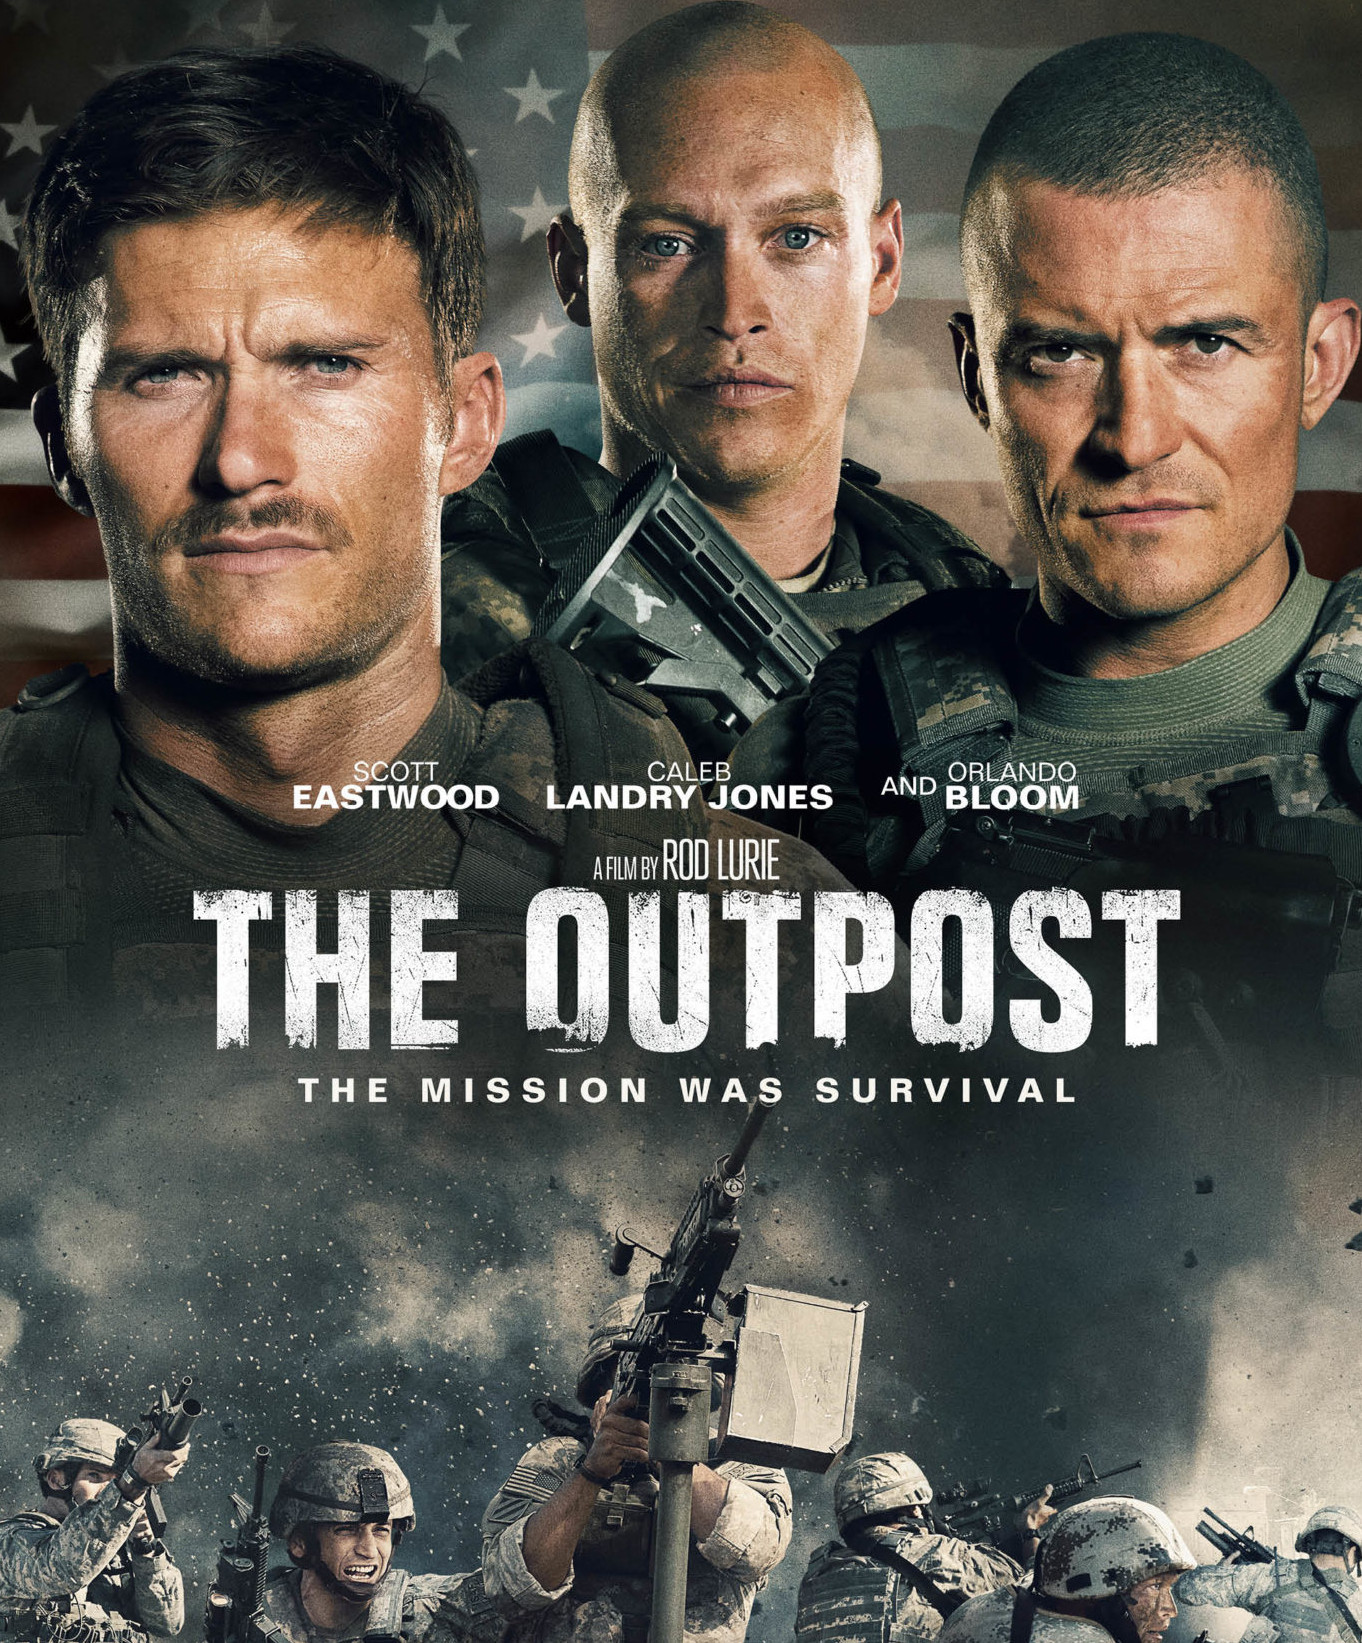 SCOTT
EASTWOOD
CALEB
LANDRY JONES
AND ORLANDO
BLOOM
A FILM BY ROD LURIE
THE OUTPOST
THE MISSION WAS SURVIVAL